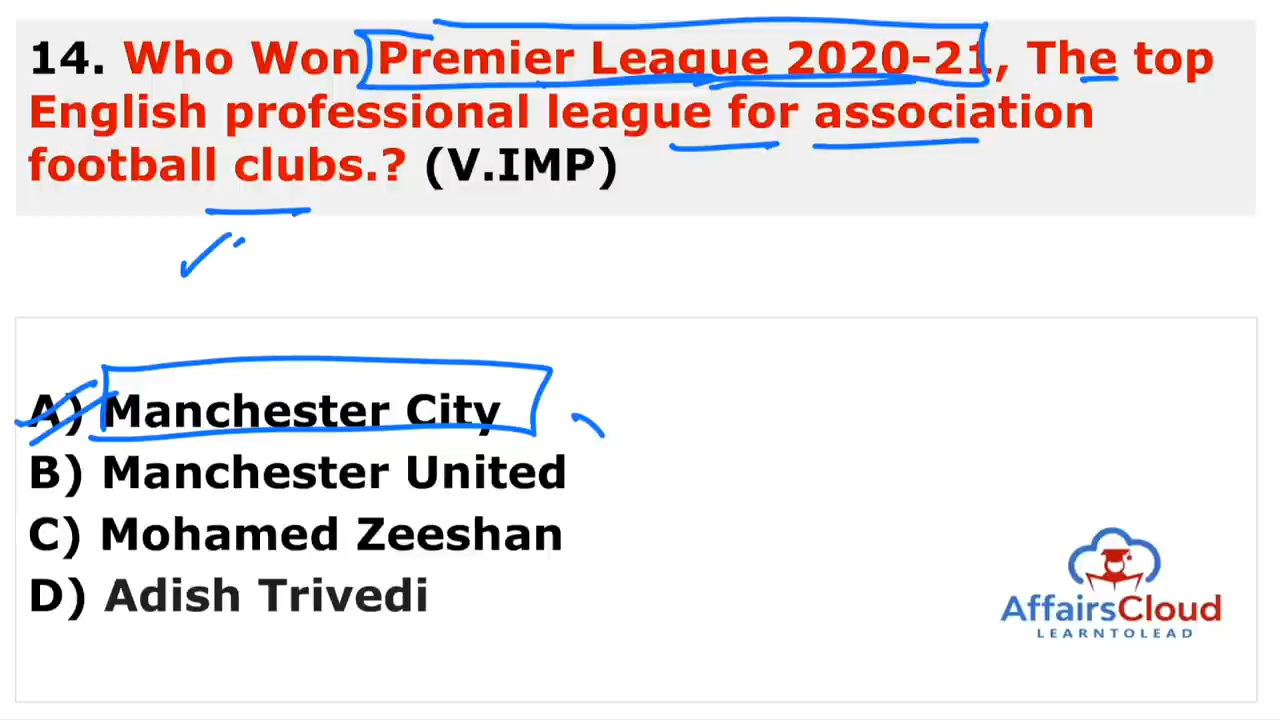 14. Who Won Premier League 2020-21, The top
English professional league for association
football clubs.? (V.IMP)
A) Manchester City
B) Manchester United
C) Mohamed Zeeshan
D) Adish Trivedi
AffairsCloud
LEARNTOLEAD